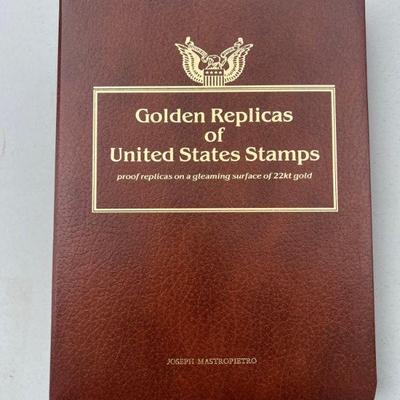 Golden Replicas
of
United States Stamps
proof replicas on a gleaming surface of 22kt gold
JOSEPH MASTROPIETRO